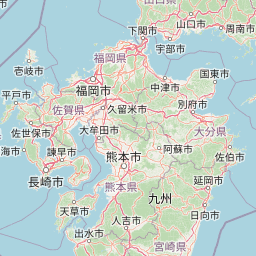 山口県
山口市
下関市
周南市
宇部市
福岡県
壱岐市
福岡市
中津市
国東市
平戸市
佐賀県
久留米市
別府市
大分県
佐世保市
大牟田市
海市
諫早市
熊本市
阿蘇市
佐伯市
長崎市
熊本県
延岡市
天草市
九州
日向市
人吉市
出水市
宮崎県